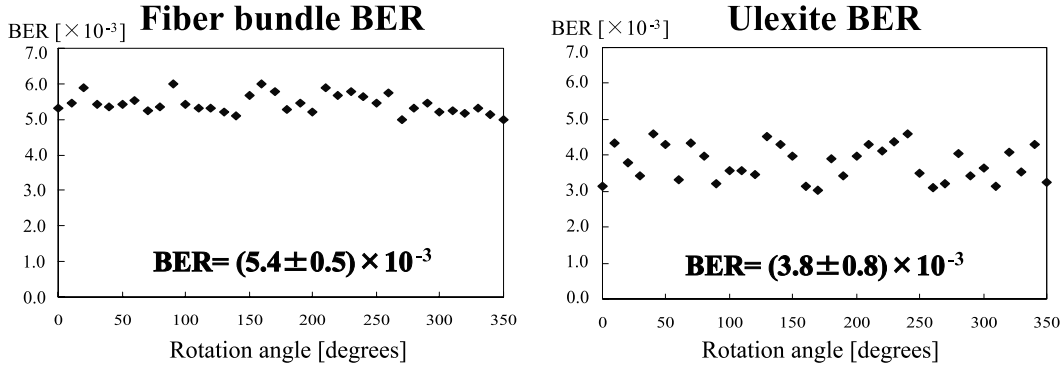 Fiber bundle BER
BER [×10⁻³]
7.0
6.0
5.0
4.0
3.0
2.0
1.0
0.0
BER= (5.4±0.5)×10⁻³
0 50 100 150 200 250 300 350
Rotation angle [degrees]
Ulexite BER
BER [×10⁻³]
7.0
6.0
5.0
4.0
3.0
2.0
1.0
0.0
BER= (3.8±0.8)×10⁻³
0 50 100 150 200 250 300 350
Rotation angle [degrees]